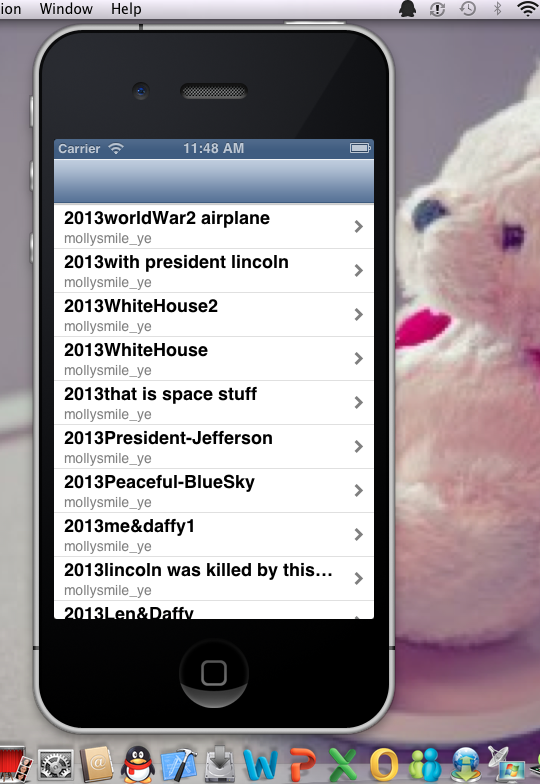 ion Window Help
Carrier 11:48 AM
2013worldWar2 airplane
mollysmile_ye
2013with president lincoln
mollysmile_ye
2013WhiteHouse2
mollysmile_ye
2013WhiteHouse
mollysmile_ye
2013that is space stuff
mollysmile_ye
2013President-Jefferson
mollysmile_ye
2013Peaceful-BlueSky
mollysmile_ye
2013me&daffy1
mollysmile_ye
2013lincoln was killed by this...
mollysmile_ye
2013Len&Daffy